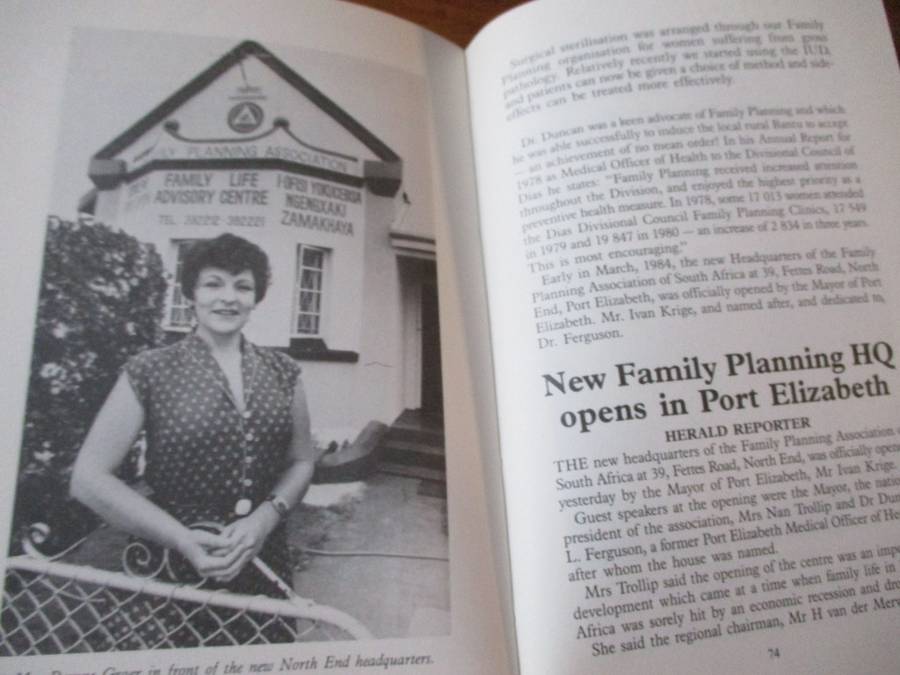 FAMILY PLANNING ASSOCIATION
FAMILY LIFE
ADVISORY CENTRE
TEL.
I-OFISI YOKUCEBISA
NGENGXAKI
ZAMAKHAYA
in front of the new North End headquarters.
Surgical sterilisation was arranged through our Family
Planning organisation for women suffering from gross
pathology. Relatively recently we started using the IUD.
and patients can now be given a choice of method and side-
effects can be treated more effectively.
Dr. Duncan was a keen advocate of Family Planning and which
he was able successfully to induce the local rural Bantu to accept
— an achievement of no mean order! In his Annual Report for
1978 as Medical Officer of Health to the Divisional Council of
Dias he states: "Family Planning received increased attention
throughout the Division, and enjoyed the highest priority as a
preventive health measure. In 1978, some 17 013 women attended
the Dias Divisional Council Family Planning Clinics, 17 549
in 1979 and 19 847 in 1980 — an increase of 2 834 in three years.
This is most encouraging."
Early in March, 1984, the new Headquarters of the Family
Planning Association of South Africa at 39, Fettes Road, North
End, Port Elizabeth, was officially opened by the Mayor of Port
Elizabeth. Mr. Ivan Krige, and named after, and dedicated to,
Dr. Ferguson.
New Family Planning HQ
opens in Port Elizabeth
HERALD REPORTER
THE new headquarters of the Family Planning Association
South Africa at 39, Fettes Road, North End, was officially opene
yesterday by the Mayor of Port Elizabeth, Mr Ivan Krige.
Guest speakers at the opening were the Mayor, the natio
president of the association, Mrs Nan Trollip and Dr Dun
L. Ferguson, a former Port Elizabeth Medical Officer of He
after whom the house was named.
Mrs Trollip said the opening of the centre was an impo
development which came at a time when family life in
Africa was sorely hit by an economic recession and dro
She said the regional chairman, Mr H van der Merw
74